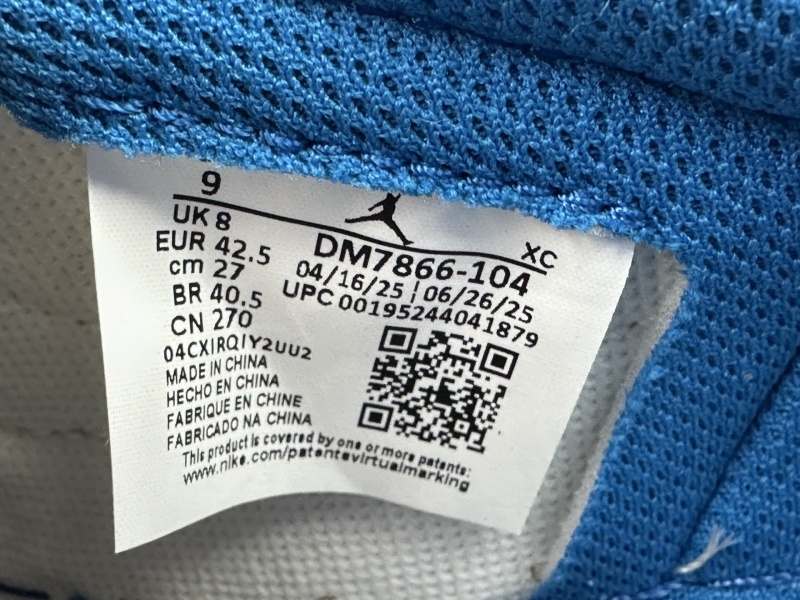 9
UK 8
EUR 42.5
cm 27
BR 40.5
CN 270
XC
DM7866-104
04/16/25 | 06/26/25
UPC 00195244041879
04CXIRQIY2UU2
MADE IN CHINA
HECHO EN CHINA
FABRIQUE EN CHINE
FABRICADO NA CHINA
This product is covered by one or more patents:
www.nike.com/patentsvirtualmarking